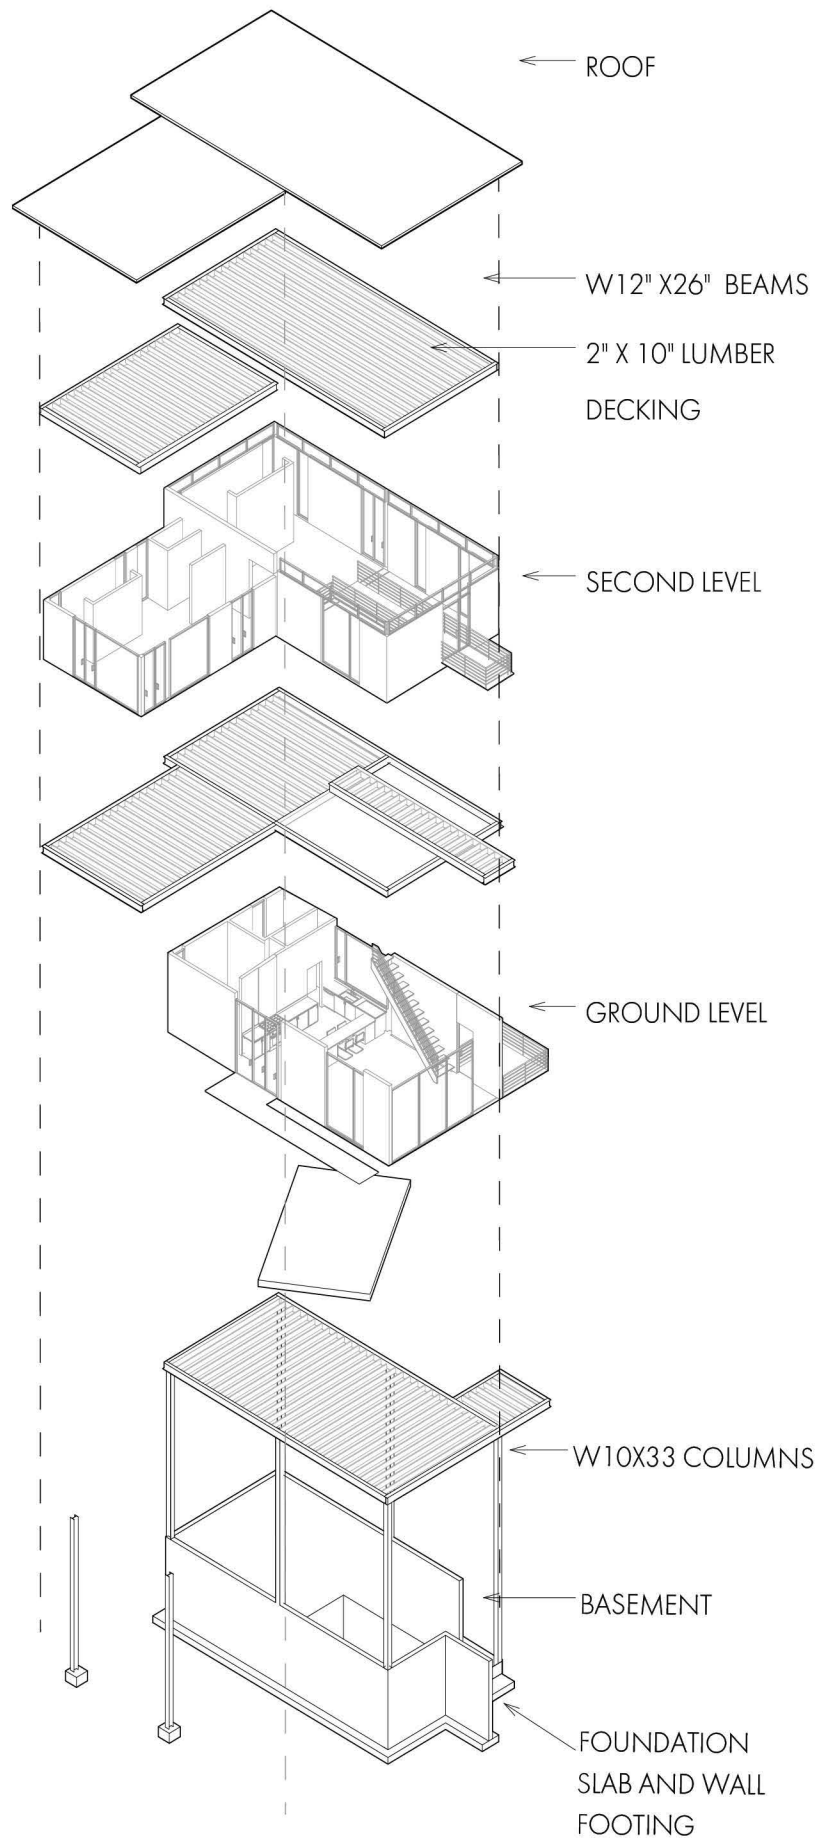 ROOF
W12" X26" BEAMS
2" X 10" LUMBER
DECKING
SECOND LEVEL
GROUND LEVEL
W10X33 COLUMNS
BASEMENT
FOUNDATION
SLAB AND WALL
FOOTING